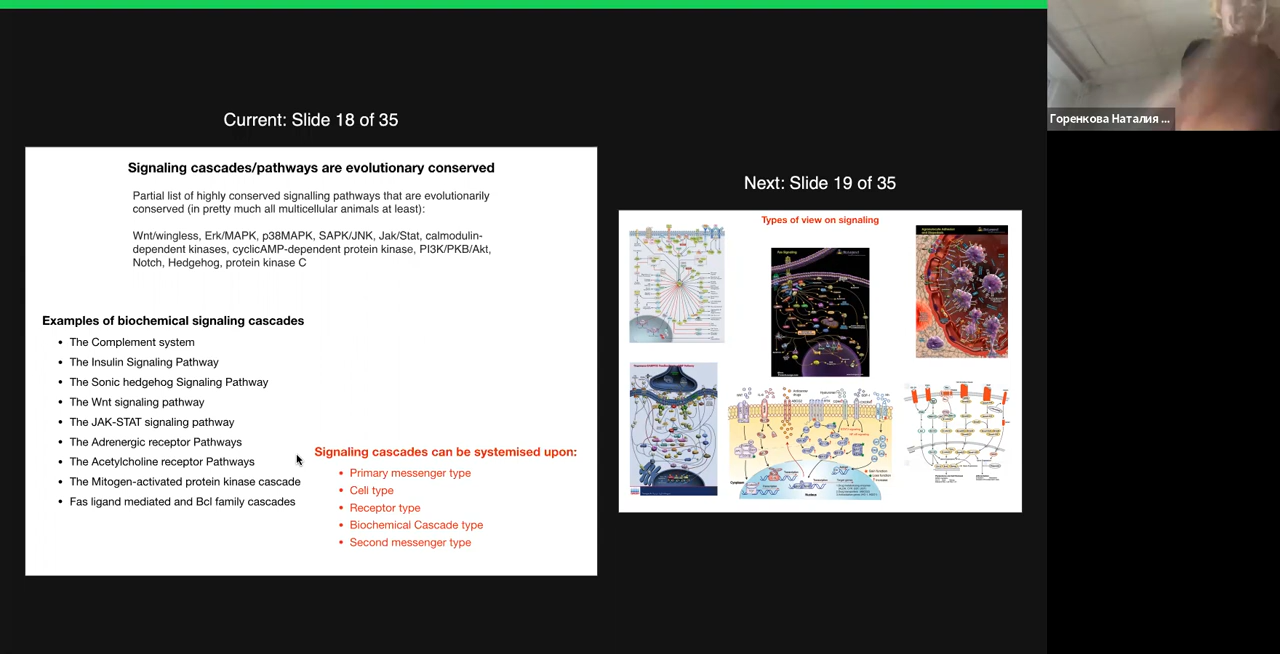 Current: Slide 18 of 35
Signaling cascades/pathways are evolutionary conserved
Partial list of highly conserved signalling pathways that are evolutionarily
conserved (in pretty much all multicellular animals at least):
Wnt/wingless, Erk/MAPK, p38MAPK, SAPK/JNK, Jak/Stat, calmodulin-
dependent kinases, cyclicAMP-dependent protein kinase, PI3K/PKB/Akt,
Notch, Hedgehog, protein kinase C
Examples of biochemical signaling cascades
• The Complement system
• The Insulin Signaling Pathway
• The Sonic hedgehog Signaling Pathway
• The Wnt signaling pathway
• The JAK-STAT signaling pathway
• The Adrenergic receptor Pathways
• The Acetylcholine receptor Pathways
• The Mitogen-activated protein kinase cascade
• Fas ligand mediated and Bcl family cascades
Signaling cascades can be systemised upon:
• Primary messenger type
• Cell type
• Receptor type
• Biochemical Cascade type
• Second messenger type
Next: Slide 19 of 35
Types of view on signaling
Cytoplasm
Nucleus
Горенкова Наталия ...